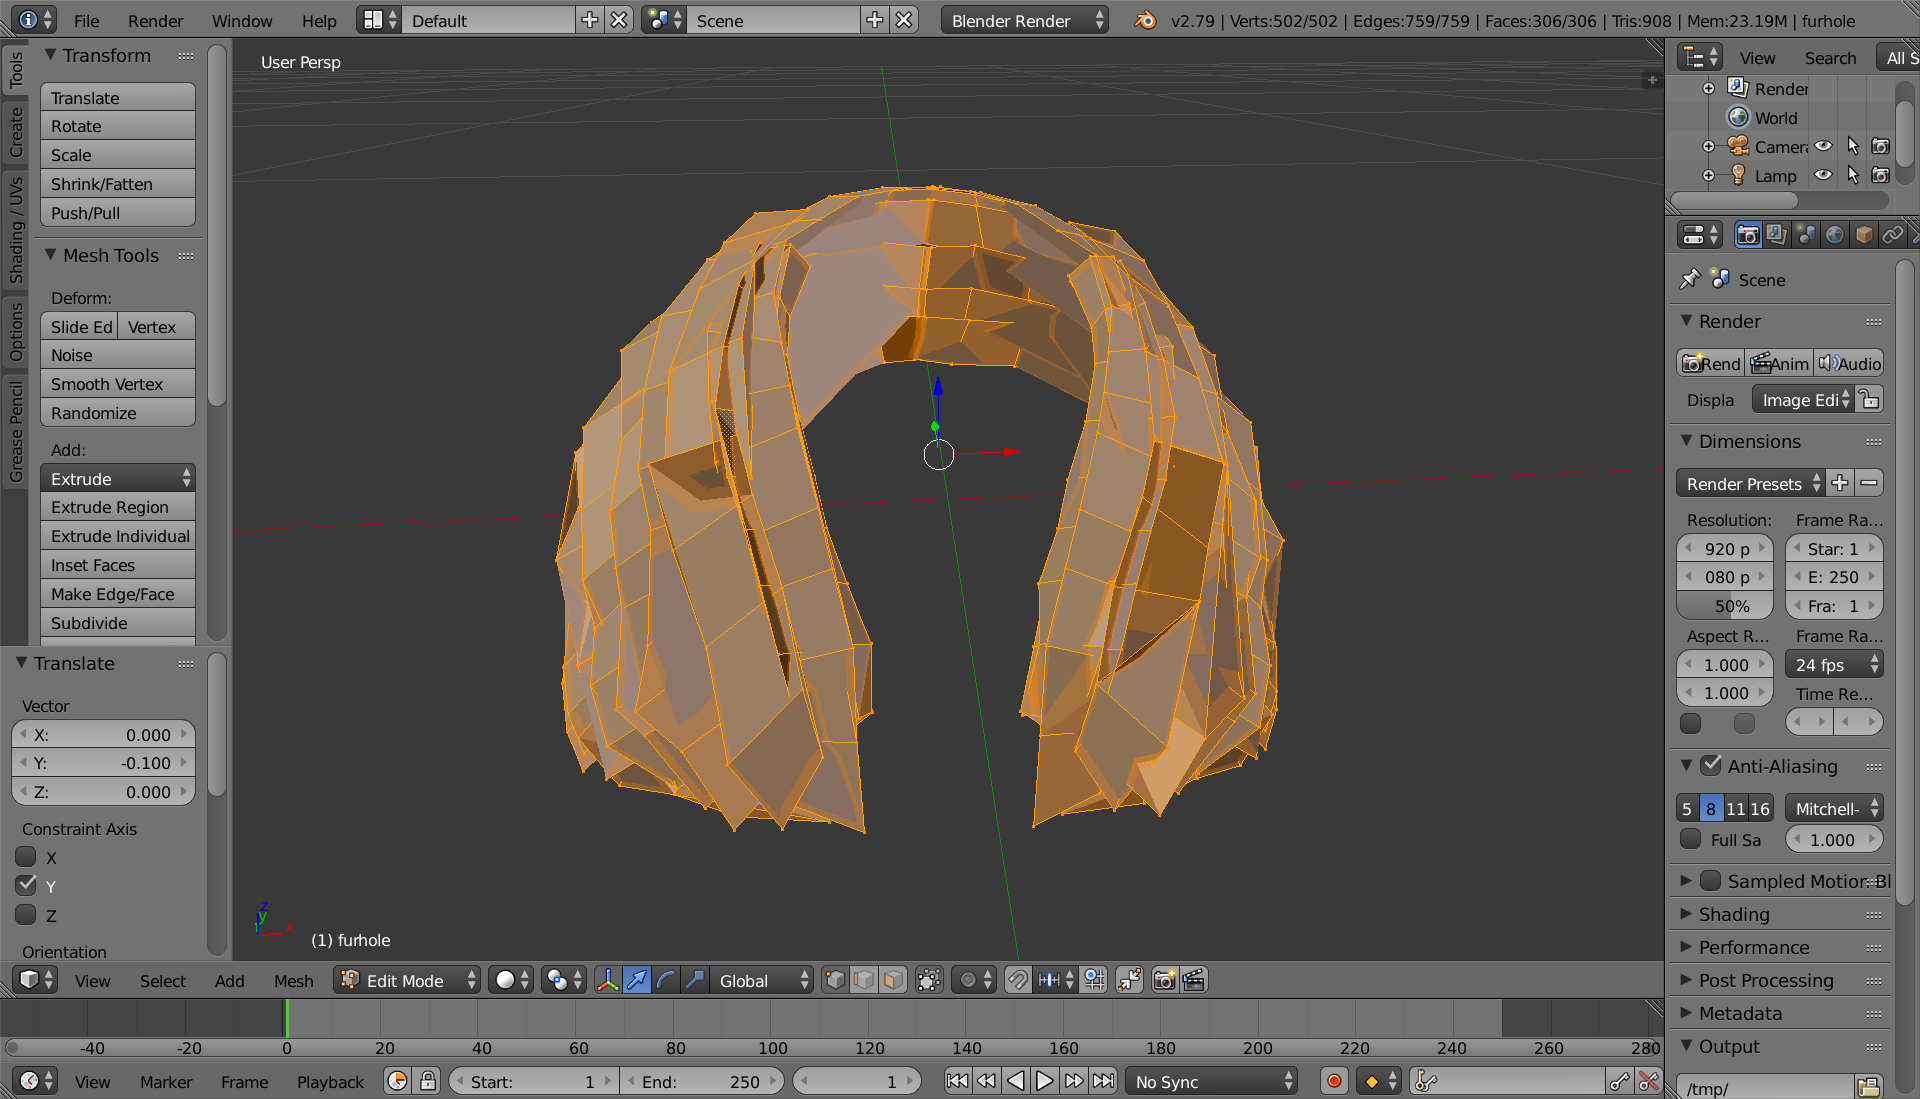 File Render Window Help Default Scene Blender Render v2.79 | Verts:502/502 | Edges:759/759 | Faces:306/306 | Tris:908 | Mem:23.19M | furhole
Tools
Create
Shading / UVs
Options
Grease Pencil
Transform
Translate
Rotate
Scale
Shrink/Fatten
Push/Pull
Mesh Tools
Deform:
Slide Ed Vertex
Noise
Smooth Vertex
Randomize
Add:
Extrude
Extrude Region
Extrude Individual
Inset Faces
Make Edge/Face
Subdivide
Translate
Vector
X: 0.000
Y: -0.100
Z: 0.000
Constraint Axis
X
Y
Z
Orientation
User Persp
z
y
x
(1) furhole
View Select Add Mesh Edit Mode Global
-40 -20 0 20 40 60 80 100 120 140 160 180 200 220 240 260 280
View Marker Frame Playback Start: 1 End: 250 1 No Sync
View Search All S
Render
World
Camera
Lamp
Scene
Render
Rend Anim Audio
Displa Image Edi
Dimensions
Render Presets
Resolution: Frame Ra...
920 p Star: 1
080 p E: 250
50% Fra: 1
Aspect R... Frame Ra...
1.000 24 fps
1.000 Time Re...
Anti-Aliasing
5 8 11 16 Mitchell-
Full Sa 1.000
Sampled Motion Bl
Shading
Performance
Post Processing
Metadata
Output
/tmp/